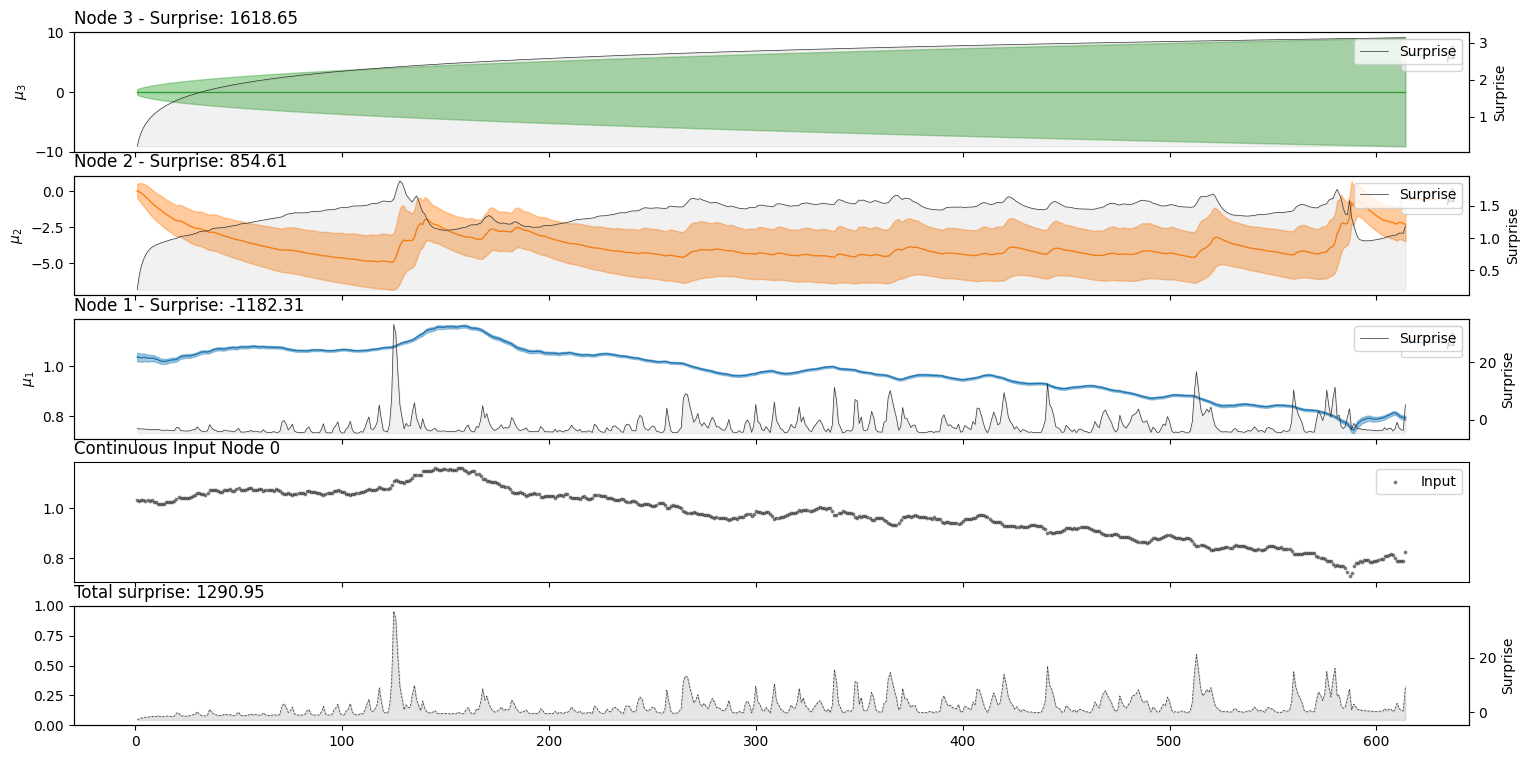 Node 3 - Surprise: 1618.65
10
0
−10
μ3
Surprise
3
2
1
Surprise
Node 2 - Surprise: 854.61
0.0
−2.5
−5.0
μ2
Surprise
1.5
1.0
0.5
Surprise
Node 1 - Surprise: -1182.31
1.0
0.8
μ1
Surprise
20
0
Surprise
Continuous Input Node 0
1.0
0.8
Input
Total surprise: 1290.95
1.00
0.75
0.50
0.25
0.00
20
0
Surprise
0 100 200 300 400 500 600